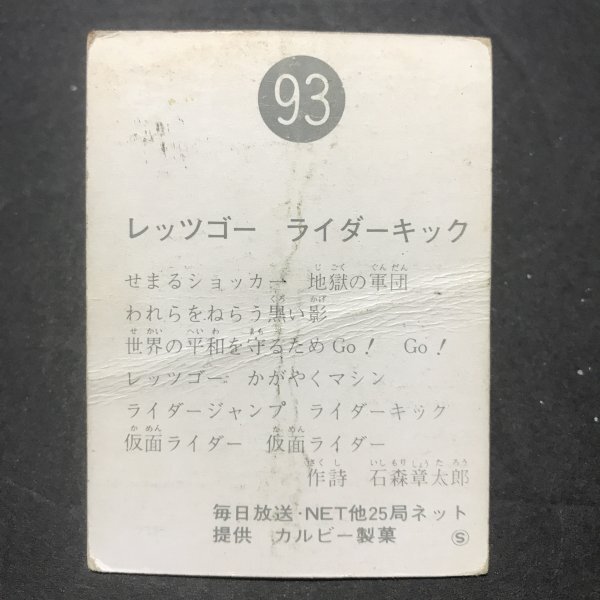 93
レッツゴー　ライダーキック
せまるショッカー　地獄の軍団
われらをねらう黒い影
世界の平和を守るためGo！　Go！
レッツゴー　かがやくマシン
ライダージャンプ　ライダーキック
仮面ライダー　仮面ライダー
作詩　石森章太郎
毎日放送・NET他25局ネット
提供　カルビー製菓　Ⓢ